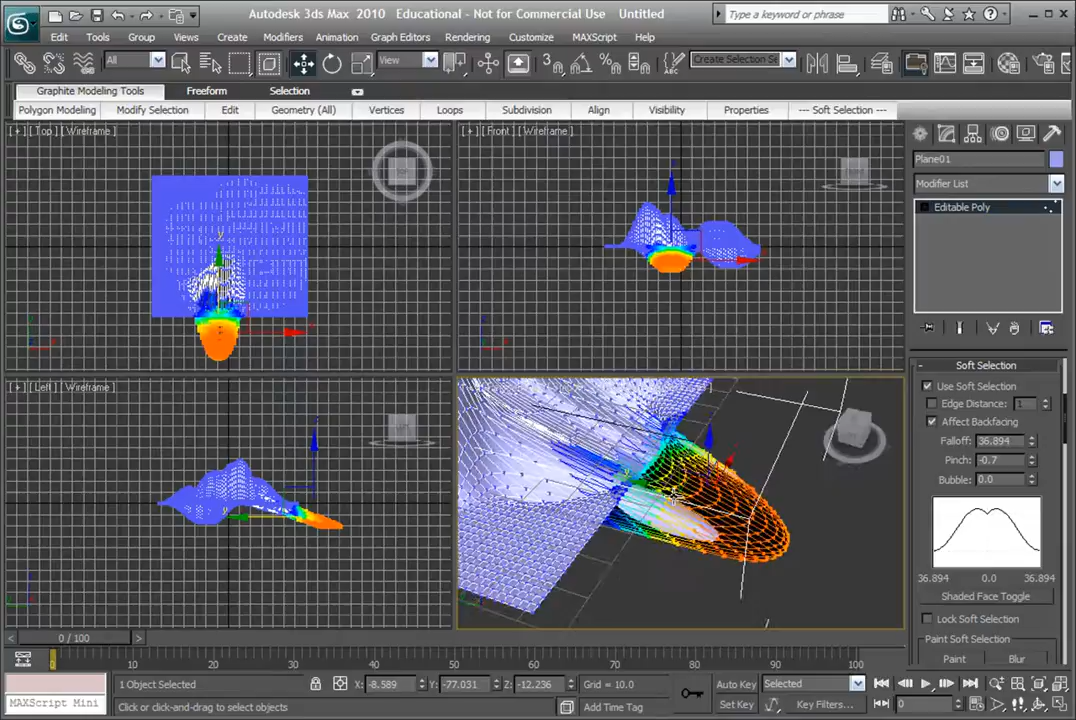 Autodesk 3ds Max 2010 Educational - Not for Commercial Use Untitled
Type a keyword or phrase
Edit Tools Group Views Create Modifiers Animation Graph Editors Rendering Customize MAXScript Help
All View 3 Create Selection Se
Graphite Modeling Tools Freeform Selection
Polygon Modeling Modify Selection Edit Geometry (All) Vertices Loops Subdivision Align Visibility Properties --- Soft Selection ---
[ + ] [ Top ] [ Wireframe ]
[ + ] [ Front ] [ Wireframe ]
Plane01
Modifier List
Editable Poly
[ + ] [ Left ] [ Wireframe ]
- Soft Selection
Use Soft Selection
Edge Distance: 1
Affect Backfacing
Falloff: 36.894
Pinch: -0.7
Bubble: 0.0
36.894 0.0 36.894
Shaded Face Toggle
Lock Soft Selection
Paint Soft Selection
Paint Blur
< 0 / 100 >
0 10 20 30 40 50 60 70 80 90 100
1 Object Selected X: -8.589 Y: -77.031 Z: -12.236 Grid = 10.0 Auto Key Selected
MAXScript Mini Click or click-and-drag to select objects Add Time Tag Set Key Key Filters... 0